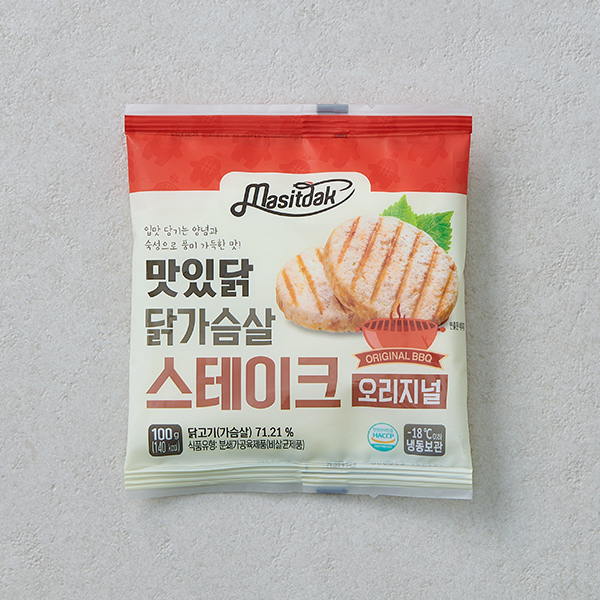 Masitdak
입맛 당기는 양념과
숙성으로 풍미 가득한 맛!
맛있닭
닭가슴살
스테이크
ORIGINAL BBQ
오리지널
100g
(140 kcal)
닭고기(가슴살) 71.21 %
식품유형: 분쇄가공육제품(비살균제품)
HACCP
-18℃이하
냉동보관